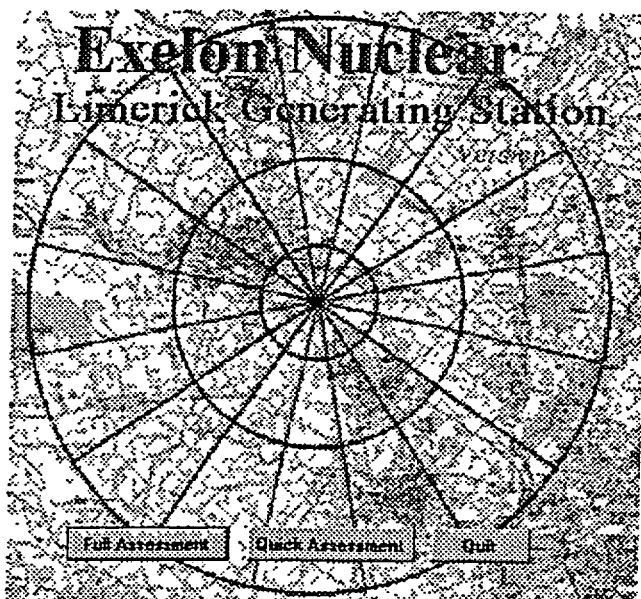 Exelon Nuclear
Limerick Generating Station
Full Assessment Quick Assessment Quit